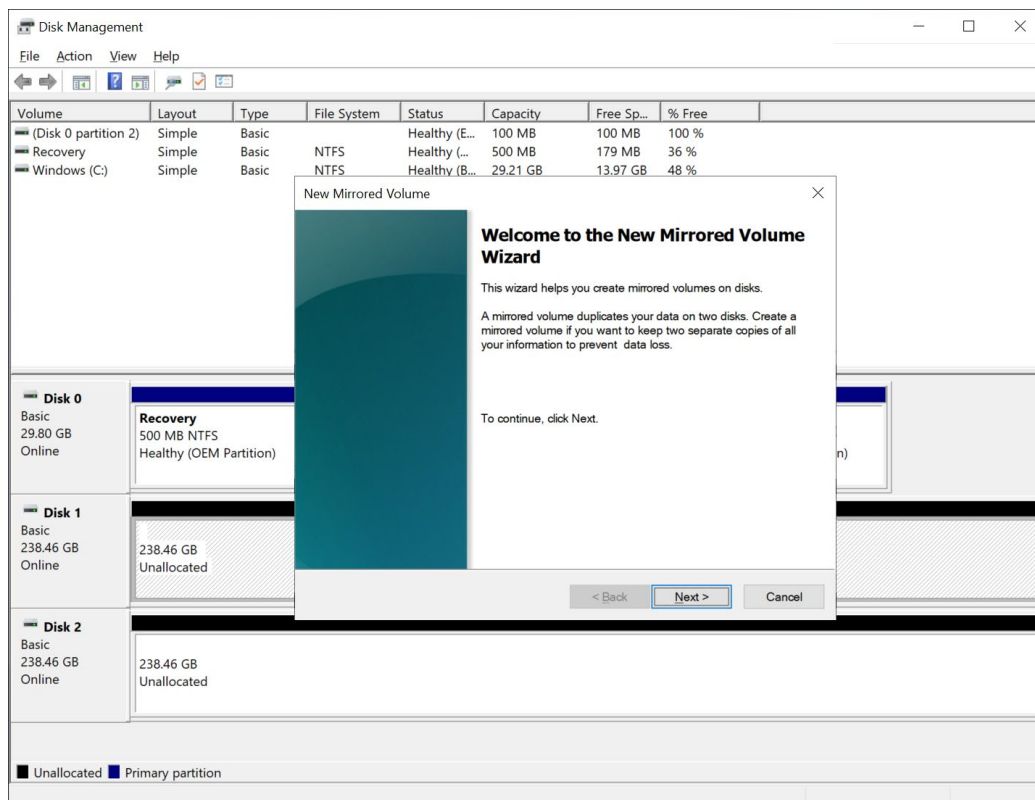 Disk Management
File Action View Help
Volume Layout Type File System Status Capacity Free Sp... % Free
(Disk 0 partition 2) Simple Basic Healthy (E... 100 MB 100 MB 100 %
Recovery Simple Basic NTFS Healthy (... 500 MB 179 MB 36 %
Windows (C:) Simple Basic NTFS Healthy (B... 29.21 GB 13.97 GB 48 %
New Mirrored Volume
Welcome to the New Mirrored Volume
Wizard
This wizard helps you create mirrored volumes on disks.
A mirrored volume duplicates your data on two disks. Create a
mirrored volume if you want to keep two separate copies of all
your information to prevent data loss.
To continue, click Next.
< Back Next > Cancel
Disk 0
Basic
29.80 GB
Online
Recovery
500 MB NTFS
Healthy (OEM Partition)
n)
Disk 1
Basic
238.46 GB
Online
238.46 GB
Unallocated
Disk 2
Basic
238.46 GB
Online
238.46 GB
Unallocated
Unallocated Primary partition